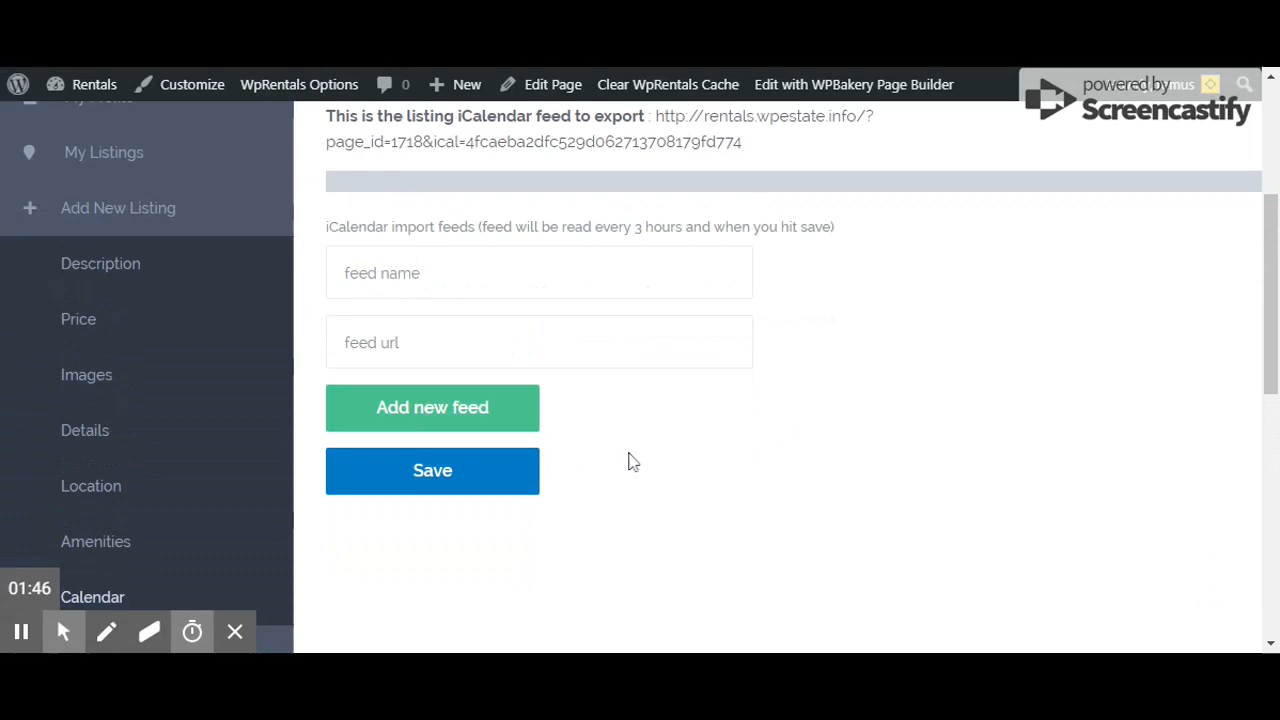 Rentals
Customize
WpRentals Options
0
New
Edit Page
Clear WpRentals Cache
Edit with WPBakery Page Builder
powered by
Screencastify
My Listings
Add New Listing
Description
Price
Images
Details
Location
Amenities
Calendar
This is the listing iCalendar feed to export : http://rentals.wpestate.info/?
page_id=1718&ical=4fcaeba2dfc529d062713708179fd774
iCalendar import feeds (feed will be read every 3 hours and when you hit save)
feed name
feed url
Add new feed
Save
01:46